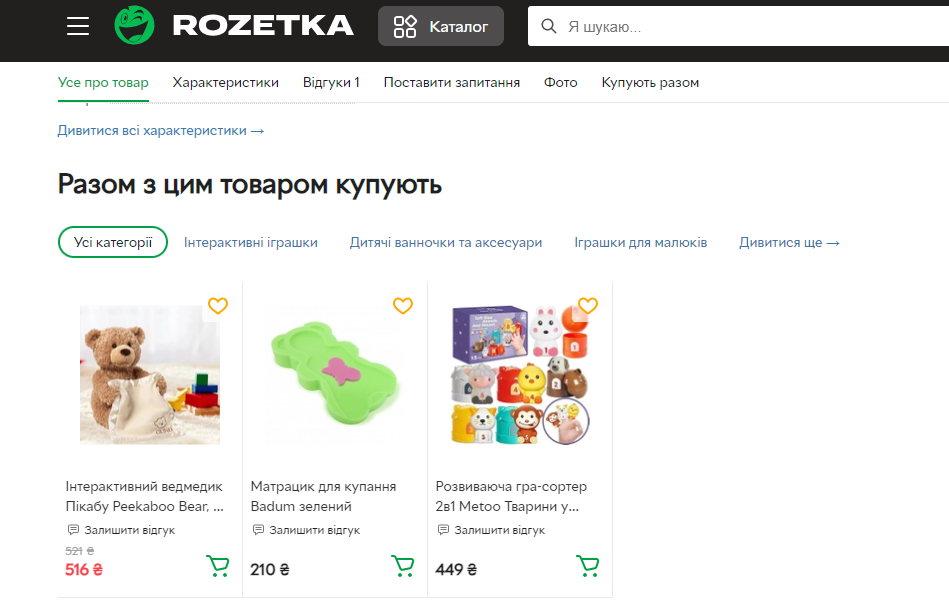 ROZETKA
Каталог
Я шукаю...
Усе про товар Характеристики Відгуки 1 Поставити запитання Фото Купують разом
Дивитися всі характеристики →
Разом з цим товаром купують
Усі категорії Інтерактивні іграшки Дитячі ванночки та аксесуари Іграшки для малюків Дивитися ще →
Інтерактивний ведмедик
Пікабу Peekaboo Bear, ...
Залишити відгук
521 ₴
516 ₴
Матрацик для купання
Badum зелений
Залишити відгук
210 ₴
Розвиваюча гра-сортер
2в1 Metoo Тварини у...
Залишити відгук
449 ₴